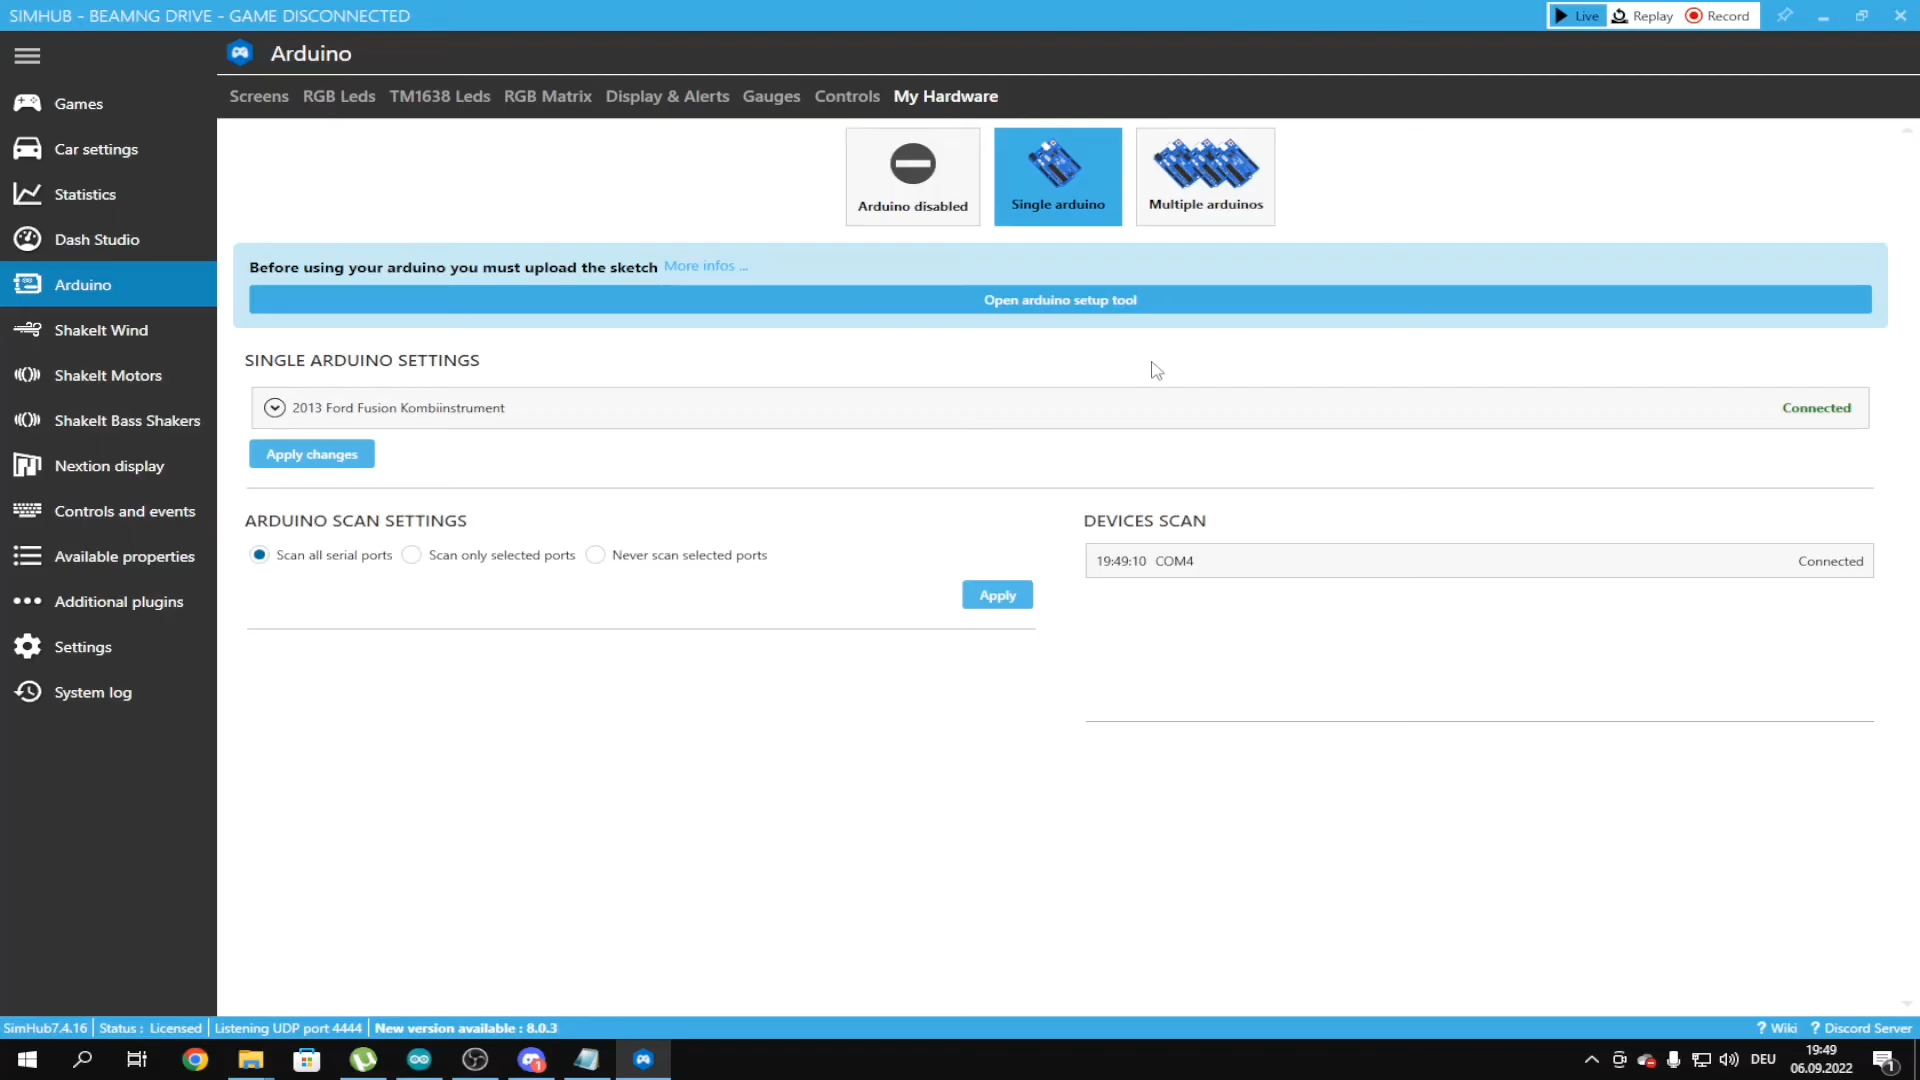 SIMHUB - BEAMNG DRIVE - GAME DISCONNECTED
Live Replay Record
Arduino
Screens RGB Leds TM1638 Leds RGB Matrix Display & Alerts Gauges Controls My Hardware
Games
Car settings
Statistics
Dash Studio
Arduino
ShakeIt Wind
ShakeIt Motors
ShakeIt Bass Shakers
Nextion display
Controls and events
Available properties
Additional plugins
Settings
System log
Arduino disabled
Single arduino
Multiple arduinos
Before using your arduino you must upload the sketch More infos ...
Open arduino setup tool
SINGLE ARDUINO SETTINGS
2013 Ford Fusion Kombiinstrument Connected
Apply changes
ARDUINO SCAN SETTINGS
Scan all serial ports Scan only selected ports Never scan selected ports
Apply
DEVICES SCAN
19:49:10 COM4 Connected
SimHub7.4.16 Status : Licensed Listening UDP port 4444 New version available : 8.0.3
? Wiki ? Discord Server
1
DEU
19:49
06.09.2022
1